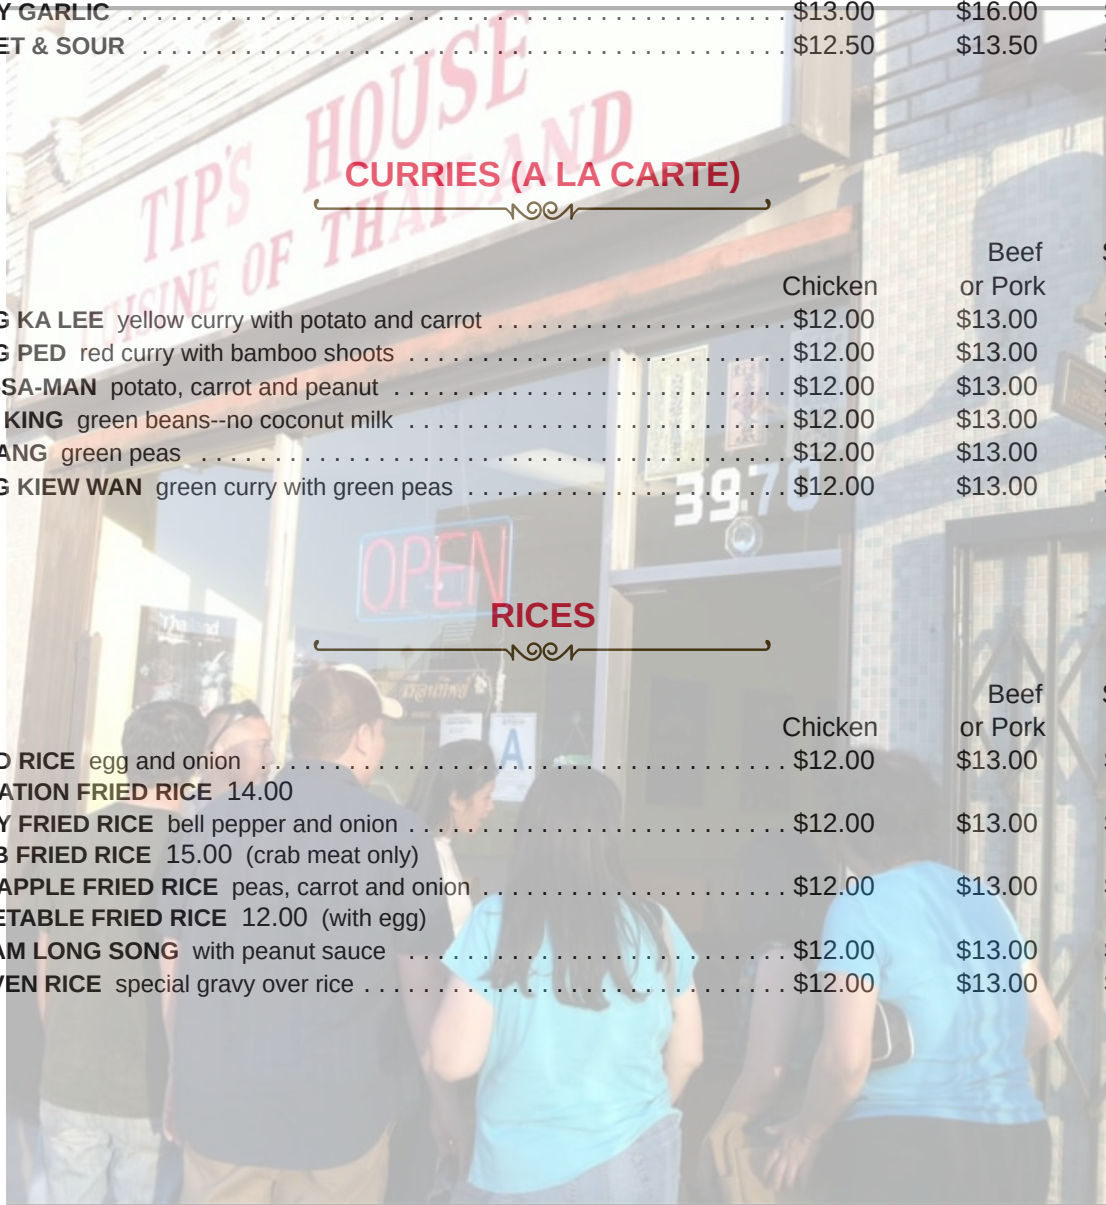 Y GARLIC . . . . . . . . . . . . . . . . . . . . . . . . . . . . . . . . . . . . . . . . . . . . . $13.00 $16.00
ET & SOUR . . . . . . . . . . . . . . . . . . . . . . . . . . . . . . . . . . . . . . . . . . . . $12.50 $13.50
TIP'S HOUSE
ISINE OF THAILAND
CURRIES (A LA CARTE)
Beef
Chicken or Pork
G KA LEE yellow curry with potato and carrot . . . . . . . . . . . . . . . . . . . . $12.00 $13.00
G PED red curry with bamboo shoots . . . . . . . . . . . . . . . . . . . . . . . . . . $12.00 $13.00
SA-MAN potato, carrot and peanut . . . . . . . . . . . . . . . . . . . . . . . . . . . $12.00 $13.00
KING green beans--no coconut milk . . . . . . . . . . . . . . . . . . . . . . . . . . $12.00 $13.00
ANG green peas . . . . . . . . . . . . . . . . . . . . . . . . . . . . . . . . . . . . . . . . $12.00 $13.00
G KIEW WAN green curry with green peas . . . . . . . . . . . . . . . . . . . . . . $12.00 $13.00
39.70
OPEN
RICES
Beef
Chicken or Pork
A
D RICE egg and onion . . . . . . . . . . . . . . . . . . . . . . . . . . . . . . . . . . . . $12.00 $13.00
ATION FRIED RICE 14.00
Y FRIED RICE bell pepper and onion . . . . . . . . . . . . . . . . . . . . . . . . . . $12.00 $13.00
B FRIED RICE 15.00 (crab meat only)
APPLE FRIED RICE peas, carrot and onion . . . . . . . . . . . . . . . . . . . . . $12.00 $13.00
ETABLE FRIED RICE 12.00 (with egg)
AM LONG SONG with peanut sauce . . . . . . . . . . . . . . . . . . . . . . . . . . $12.00 $13.00
VEN RICE special gravy over rice . . . . . . . . . . . . . . . . . . . . . . . . . . . . . $12.00 $13.00